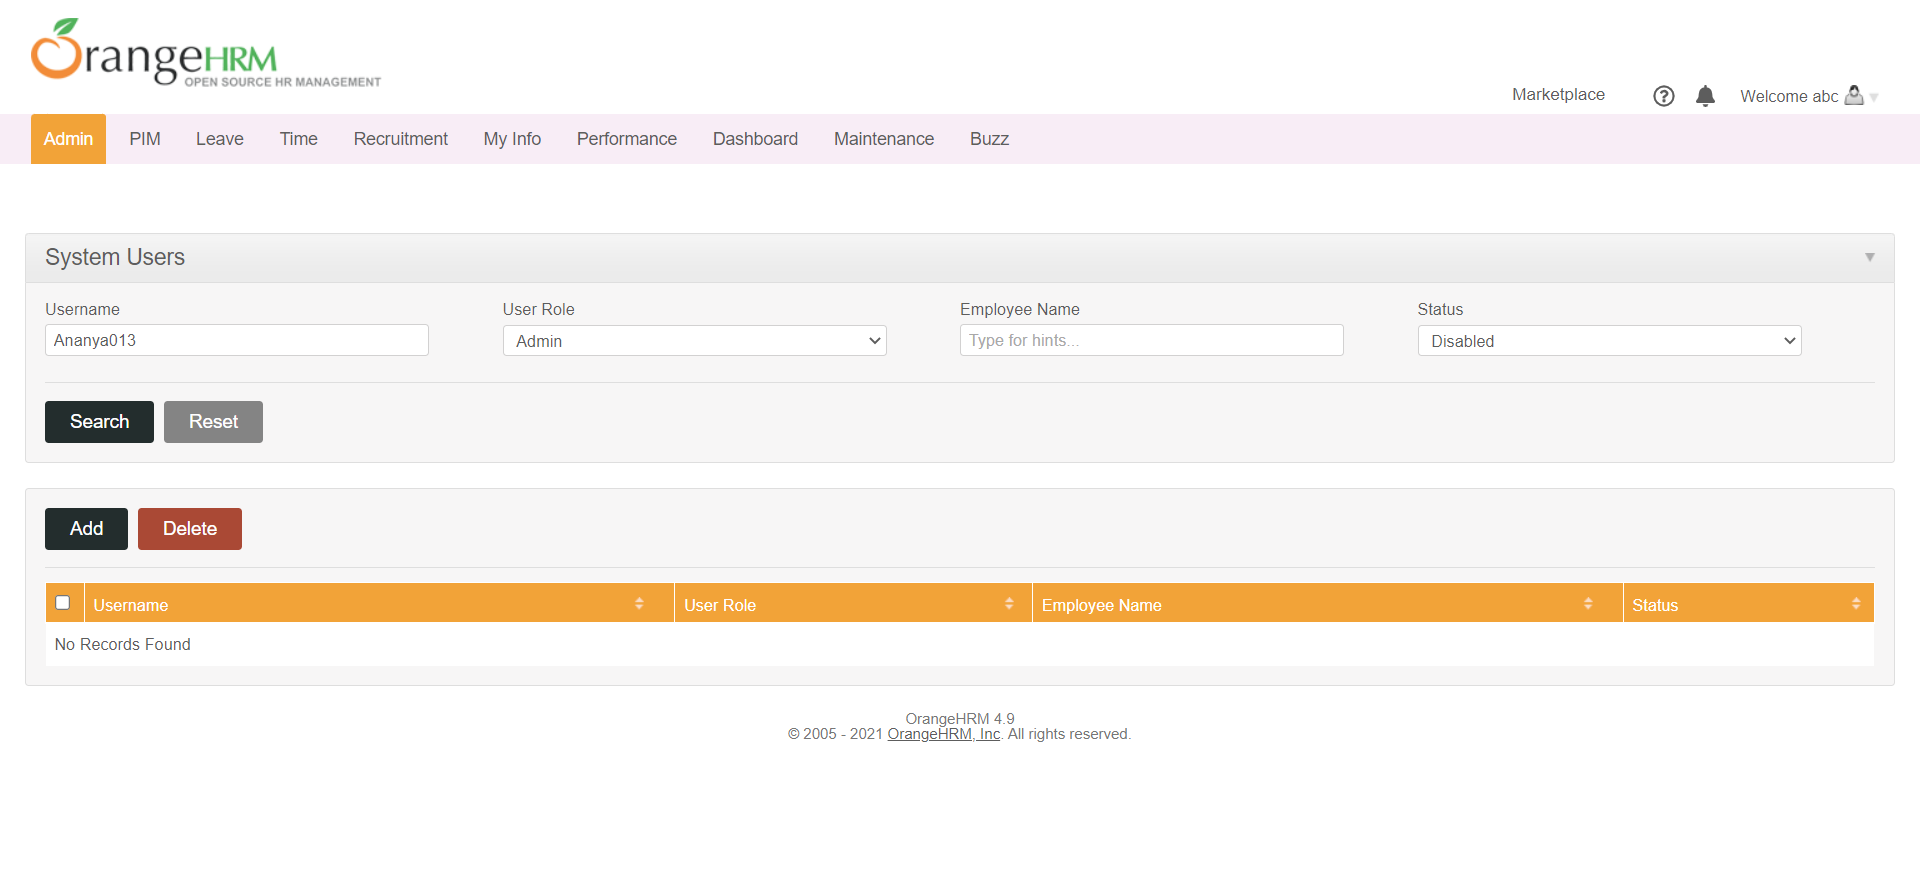 OrangeHRM
OPEN SOURCE HR MANAGEMENT
Marketplace
Welcome abc
Admin PIM Leave Time Recruitment My Info Performance Dashboard Maintenance Buzz
System Users
Username User Role Employee Name Status
Ananya013 Admin Type for hints... Disabled
Search Reset
Add Delete
Username User Role Employee Name Status
No Records Found
OrangeHRM 4.9
© 2005 - 2021 OrangeHRM, Inc. All rights reserved.